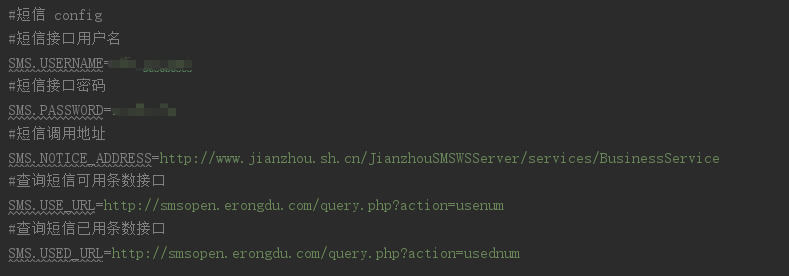 #短信 config
#短信接口用户名
SMS.USERNAME=
#短信接口密码
SMS.PASSWORD=
#短信调用地址
SMS.NOTICE_ADDRESS=http://www.jianzhou.sh.cn/JianzhouSMSWSServer/services/BusinessService
#查询短信可用条数接口
SMS.USE_URL=http://smsopen.erongdu.com/query.php?action=usenum
#查询短信已用条数接口
SMS.USED_URL=http://smsopen.erongdu.com/query.php?action=usednum